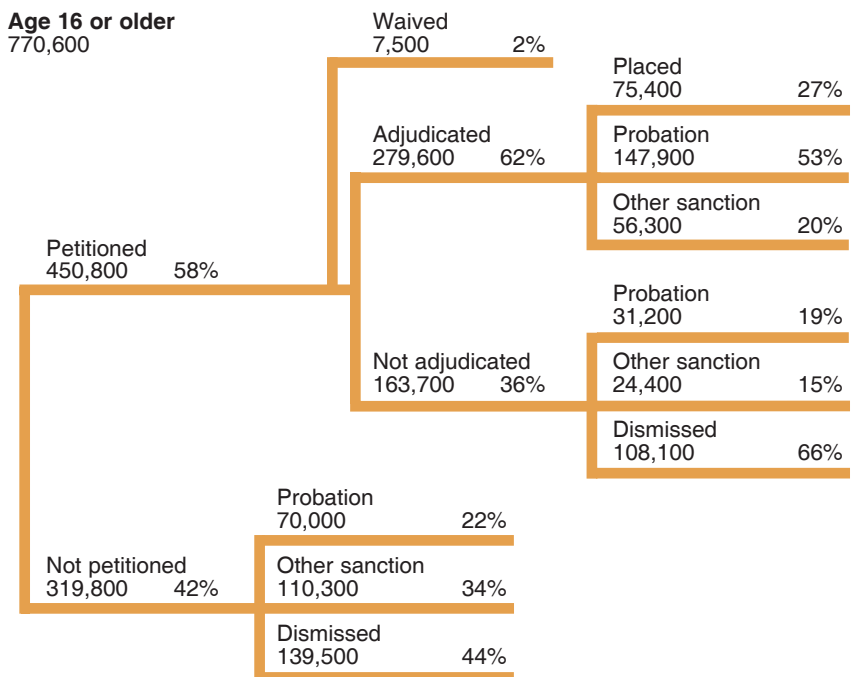 Age 16 or older
770,600
Waived
7,500 2%
Adjudicated
279,600 62%
Placed
75,400 27%
Probation
147,900 53%
Other sanction
56,300 20%
Petitioned
450,800 58%
Not adjudicated
163,700 36%
Probation
31,200 19%
Other sanction
24,400 15%
Dismissed
108,100 66%
Not petitioned
319,800 42%
Probation
70,000 22%
Other sanction
110,300 34%
Dismissed
139,500 44%